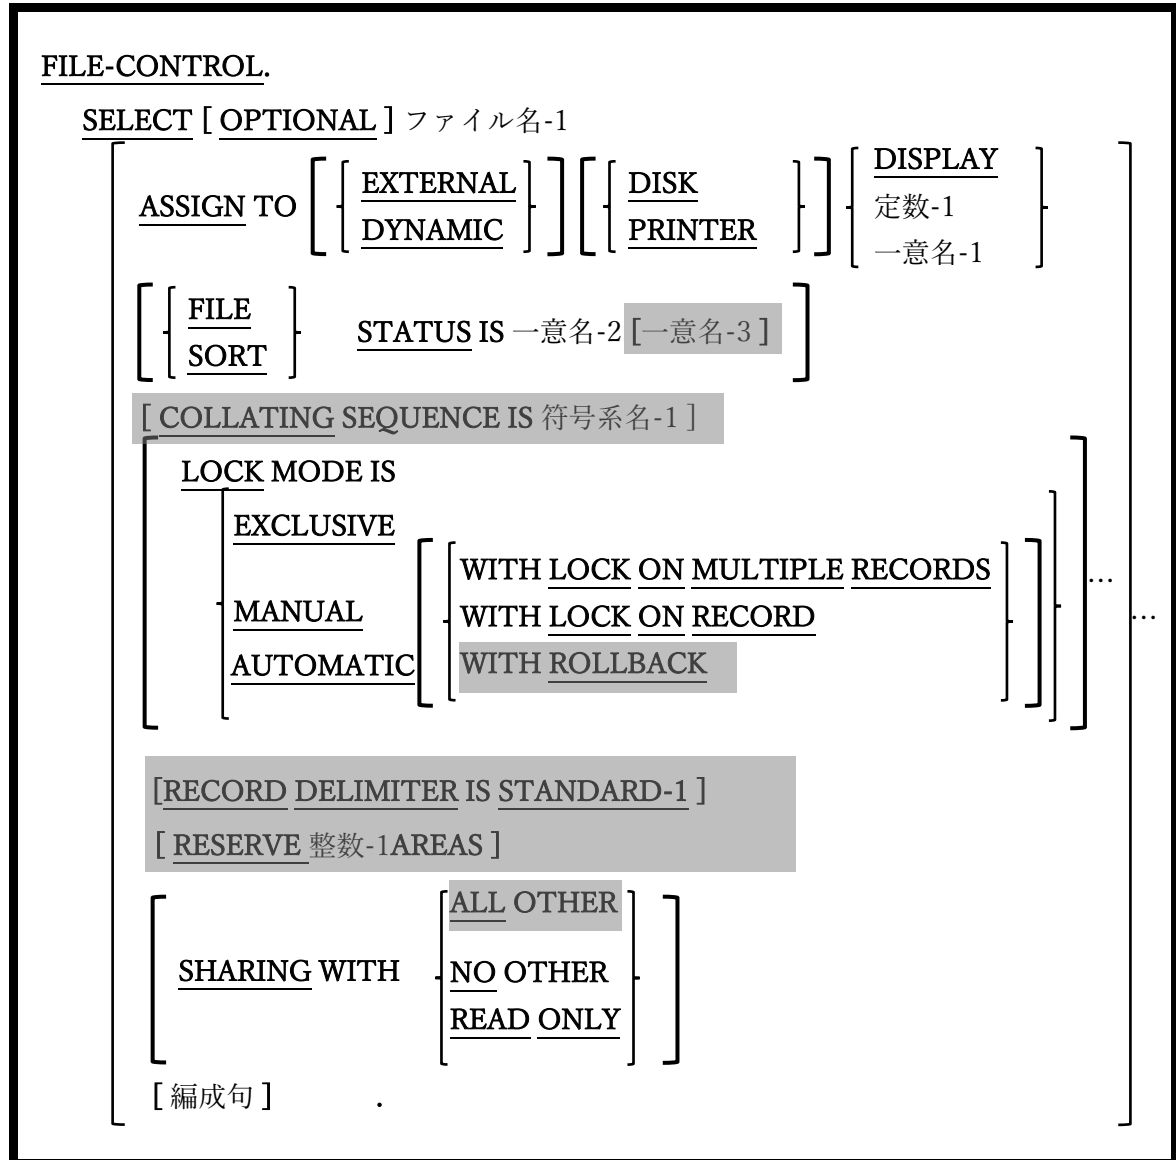 FILE-CONTROL.
SELECT [ OPTIONAL ] ファイル名-1
ASSIGN TO
EXTERNAL
DYNAMIC
DISK
PRINTER
DISPLAY
定数-1
一意名-1
FILE
SORT
STATUS IS 一意名-2 [一意名-3 ]
[ COLLATING SEQUENCE IS 符号系名-1 ]
LOCK MODE IS
EXCLUSIVE
MANUAL
AUTOMATIC
WITH LOCK ON MULTIPLE RECORDS
WITH LOCK ON RECORD
WITH ROLLBACK
...
...
[RECORD DELIMITER IS STANDARD-1 ]
[ RESERVE 整数-1AREAS ]
SHARING WITH
ALL OTHER
NO OTHER
READ ONLY
[ 編成句 ] .